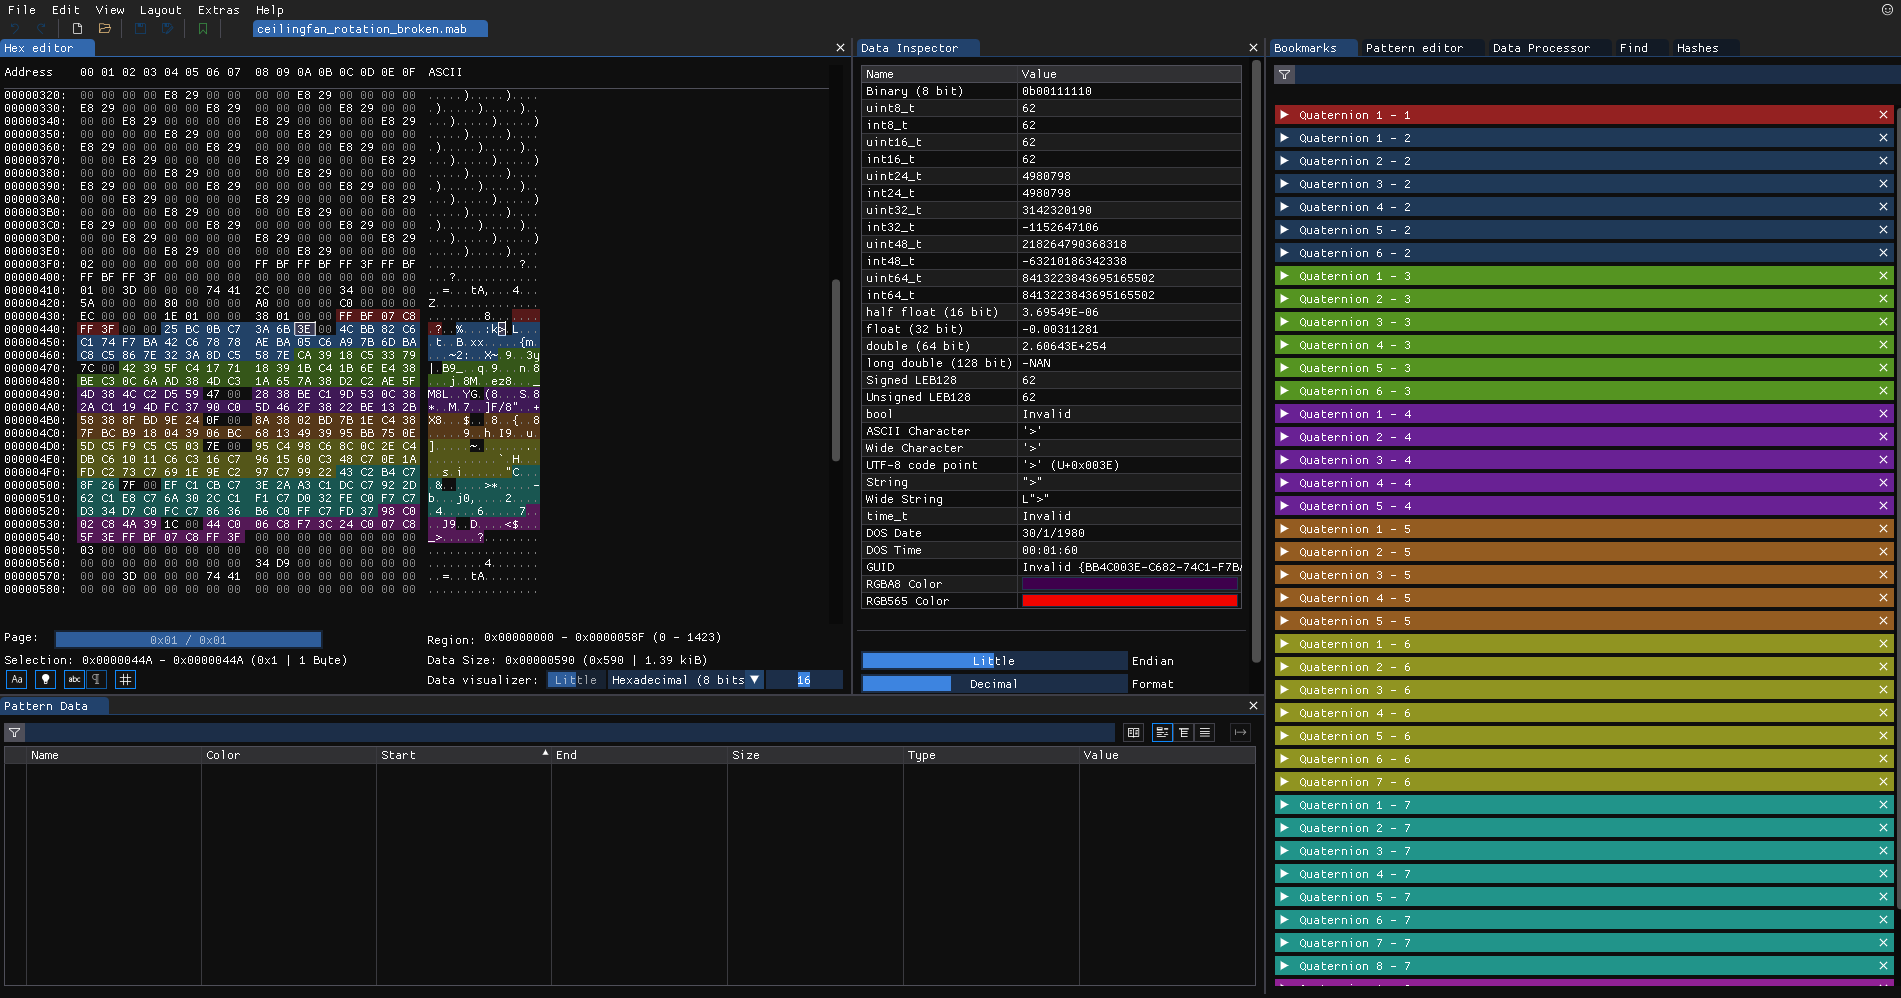 File Edit View Layout Extras Help
ceilingfan_rotation_broken.mab
Hex editor
Address 00 01 02 03 04 05 06 07 08 09 0A 0B 0C 0D 0E 0F ASCII
00000320: 00 00 00 00 E8 29 00 00 00 00 E8 29 00 00 00 00 .....).....)....
00000330: E8 29 00 00 00 00 E8 29 00 00 00 00 E8 29 00 00 .).....).....)..
00000340: 00 00 E8 29 00 00 00 00 E8 29 00 00 00 00 E8 29 ...).....).....)
00000350: 00 00 00 00 E8 29 00 00 00 00 E8 29 00 00 00 00 .....).....)....
00000360: E8 29 00 00 00 00 E8 29 00 00 00 00 E8 29 00 00 .).....).....)..
00000370: 00 00 E8 29 00 00 00 00 E8 29 00 00 00 00 E8 29 ...).....).....)
00000380: 00 00 00 00 E8 29 00 00 00 00 E8 29 00 00 00 00 .....).....)....
00000390: E8 29 00 00 00 00 E8 29 00 00 00 00 E8 29 00 00 .).....).....)..
000003A0: 00 00 E8 29 00 00 00 00 E8 29 00 00 00 00 E8 29 ...).....).....)
000003B0: 00 00 00 00 E8 29 00 00 00 00 E8 29 00 00 00 00 .....).....)....
000003C0: E8 29 00 00 00 00 E8 29 00 00 00 00 E8 29 00 00 .).....).....)..
000003D0: 00 00 E8 29 00 00 00 00 E8 29 00 00 00 00 E8 29 ...).....).....)
000003E0: 00 00 00 00 E8 29 00 00 00 00 E8 29 00 00 00 00 .....).....)....
000003F0: 02 00 00 00 00 00 00 00 FF BF FF BF FF 3F FF BF .............?..
00000400: FF BF FF 3F 00 00 00 00 00 00 00 00 00 00 00 00 ...?............
00000410: 01 00 3D 00 00 00 74 41 2C 00 00 00 34 00 00 00 ..=...tA,...4...
00000420: 5A 00 00 00 80 00 00 00 A0 00 00 00 C0 00 00 00 Z...............
00000430: EC 00 00 00 1E 01 00 00 38 01 00 00 FF BF 07 C8 ........8.......
00000440: FF 3F 00 00 25 BC 0B C7 3A 6B 3E 00 4C BB 82 C6 .?..%...:k>.L...
00000450: C1 74 F7 BA 42 C6 78 78 AE BA 05 C6 A9 7B 6D BA .t..B.xx.....{m.
00000460: C8 C5 86 7E 32 3A 8D C5 58 7E CA 39 18 C5 33 79 ...~2:..X~.9..3y
00000470: 7C 00 42 39 5F C4 17 71 18 39 1B C4 1B 6E E4 38 |.B9_..q.9...n.8
00000480: BE C3 0C 6A AD 38 4D C3 1A 65 7A 38 D2 C2 AE 5F ...j.8M..ez8..._
00000490: 4D 38 4C C2 D5 59 47 00 28 38 BE C1 9D 53 0C 38 M8L..YG.(8...S.8
000004A0: 2A C1 19 4D FC 37 90 C0 5D 46 2F 38 22 BE 13 2B *..M.7..]F/8"..+
000004B0: 58 38 8F BD 9E 24 0F 00 8A 38 02 BD 7B 1E C4 38 X8...$...8..{..8
000004C0: 7F BC B9 18 04 39 06 BC 68 13 49 39 95 BB 75 0E .....9..h.I9..u.
000004D0: 5D C5 F9 C5 C5 03 7E 00 95 C4 98 C6 8C 0C 2E C4 ].....~.........
000004E0: DB C6 10 11 C6 C3 16 C7 96 15 60 C3 48 C7 0E 1A ..........`.H...
000004F0: FD C2 73 C7 69 1E 9E C2 97 C7 99 22 43 C2 B4 C7 ..s.i......"C...
00000500: 8F 26 7F 00 EF C1 CB C7 3E 2A A3 C1 DC C7 92 2D .&......>*.....-
00000510: 62 C1 E8 C7 6A 30 2C C1 F1 C7 D0 32 FE C0 F7 C7 b...j0,....2....
00000520: D3 34 D7 C0 FC C7 86 36 B6 C0 FF C7 FD 37 98 C0 .4.....6.....7..
00000530: 02 C8 4A 39 1C 00 44 C0 06 C8 F7 3C 24 C0 07 C8 ..J9..D....<$...
00000540: 5F 3E FF BF 07 C8 FF 3F 00 00 00 00 00 00 00 00 _>.....?........
00000550: 03 00 00 00 00 00 00 00 00 00 00 00 00 00 00 00 ................
00000560: 00 00 00 00 00 00 00 00 34 D9 00 00 00 00 00 00 ........4.......
00000570: 00 00 3D 00 00 00 74 41 00 00 00 00 00 00 00 00 ..=...tA........
00000580: 00 00 00 00 00 00 00 00 00 00 00 00 00 00 00 00 ................
Page: 0x01 / 0x01 Region: 0x00000000 - 0x0000058F (0 - 1423)
Selection: 0x0000044A - 0x0000044A (0x1 | 1 Byte) Data Size: 0x00000590 (0x590 | 1.39 kiB)
Aa abc ¶ Data visualizer: Little Hexadecimal (8 bits 16
Data Inspector
Name Value
Binary (8 bit) 0b00111110
uint8_t 62
int8_t 62
uint16_t 62
int16_t 62
uint24_t 4980798
int24_t 4980798
uint32_t 3142320190
int32_t -1152647106
uint48_t 218264790368318
int48_t -63210186342338
uint64_t 8413223843695165502
int64_t 8413223843695165502
half float (16 bit) 3.69549E-06
float (32 bit) -0.00311281
double (64 bit) 2.60643E+254
long double (128 bit) -NAN
Signed LEB128 62
Unsigned LEB128 62
bool Invalid
ASCII Character '>'
Wide Character '>'
UTF-8 code point '>' (U+0x003E)
String ">"
Wide String L">"
time_t Invalid
DOS Date 30/1/1980
DOS Time 00:01:60
GUID Invalid {BB4C003E-C682-74C1-F7BA
RGBA8 Color
RGB565 Color
Little Endian
Decimal Format
Bookmarks Pattern editor Data Processor Find Hashes
Quaternion 1 - 1
Quaternion 1 - 2
Quaternion 2 - 2
Quaternion 3 - 2
Quaternion 4 - 2
Quaternion 5 - 2
Quaternion 6 - 2
Quaternion 1 - 3
Quaternion 2 - 3
Quaternion 3 - 3
Quaternion 4 - 3
Quaternion 5 - 3
Quaternion 6 - 3
Quaternion 1 - 4
Quaternion 2 - 4
Quaternion 3 - 4
Quaternion 4 - 4
Quaternion 5 - 4
Quaternion 1 - 5
Quaternion 2 - 5
Quaternion 3 - 5
Quaternion 4 - 5
Quaternion 5 - 5
Quaternion 1 - 6
Quaternion 2 - 6
Quaternion 3 - 6
Quaternion 4 - 6
Quaternion 5 - 6
Quaternion 6 - 6
Quaternion 7 - 6
Quaternion 1 - 7
Quaternion 2 - 7
Quaternion 3 - 7
Quaternion 4 - 7
Quaternion 5 - 7
Quaternion 6 - 7
Quaternion 7 - 7
Quaternion 8 - 7
Pattern Data
Name Color Start End Size Type Value